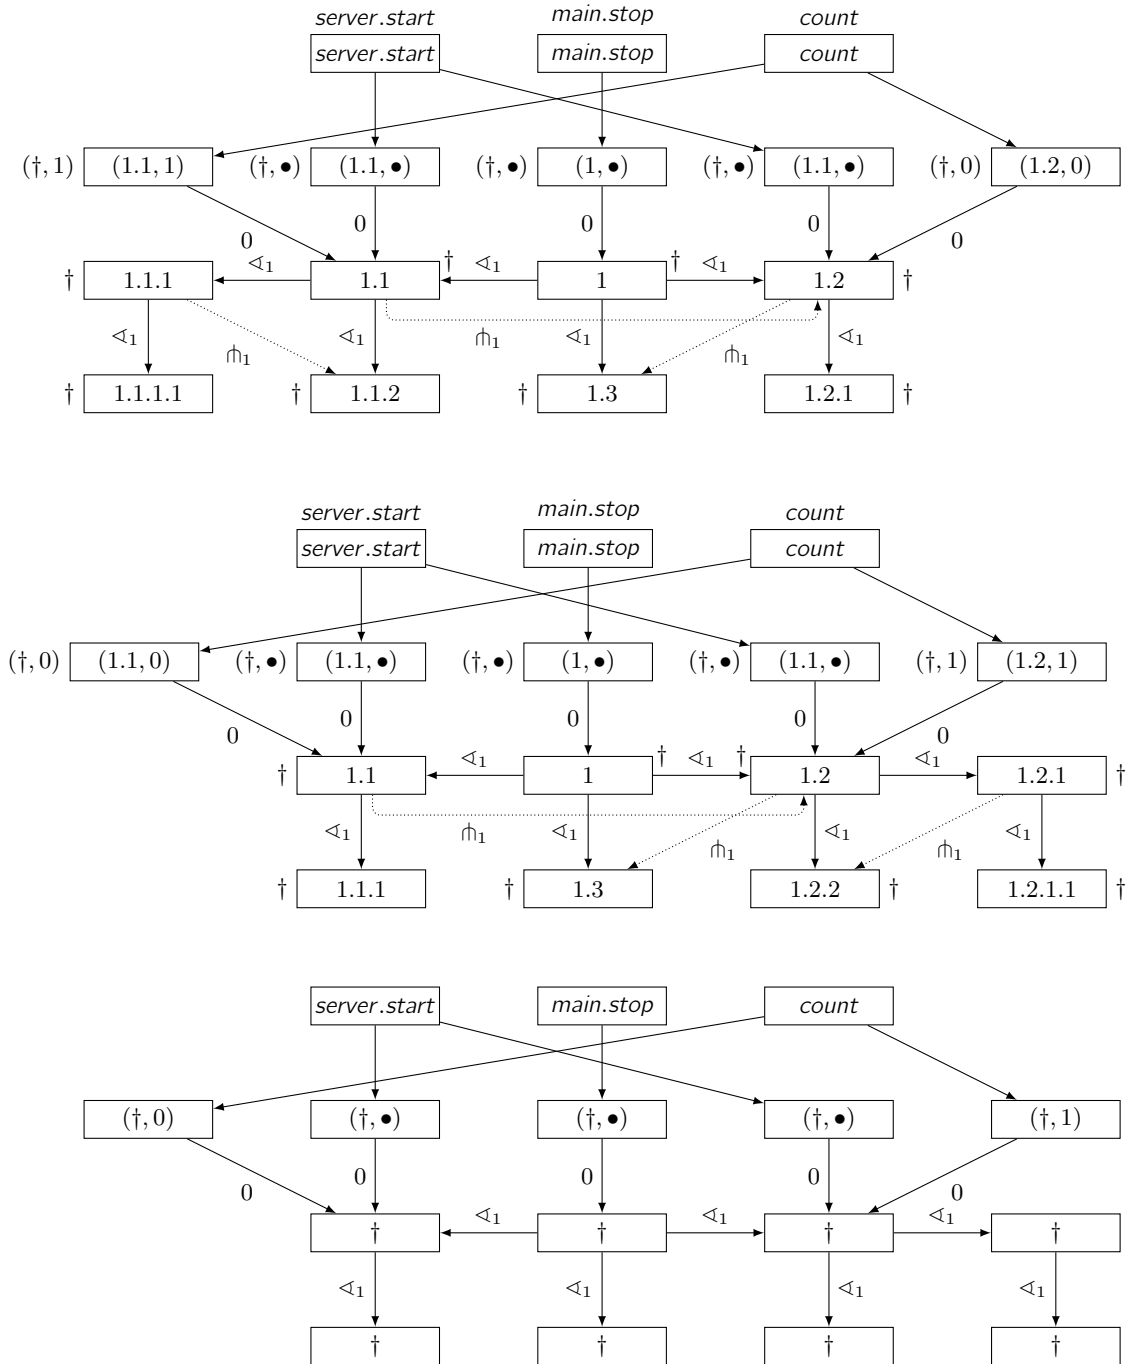 server.start main.stop count
server.start main.stop count
(†, 1) (1.1, 1) (†, •) (1.1, •) (†, •) (1, •) (†, •) (1.1, •) (†, 0) (1.2, 0)
0 0 0 0 0
† 1.1.1 ⊲₁ 1.1 † ⊲₁ 1 † ⊲₁ 1.2 †
⊲₁ ⋔₁ ⊲₁ ⋔₁ ⊲₁ ⋔₁ ⊲₁
† 1.1.1.1 † 1.1.2 † 1.3 1.2.1 †
server.start main.stop count
server.start main.stop count
(†, 0) (1.1, 0) (†, •) (1.1, •) (†, •) (1, •) (†, •) (1.1, •) (†, 1) (1.2, 1)
0 0 0 0 0
† 1.1 ⊲₁ 1 † ⊲₁ † 1.2 ⊲₁ 1.2.1 †
⊲₁ ⋔₁ ⊲₁ ⋔₁ ⊲₁ ⋔₁ ⊲₁
† 1.1.1 † 1.3 1.2.2 † 1.2.1.1 †
server.start main.stop count
(†, 0) (†, •) (†, •) (†, •) (†, 1)
0 0 0 0 0
† ⊲₁ † ⊲₁ † ⊲₁ †
⊲₁ ⊲₁ ⊲₁ ⊲₁
† † † †